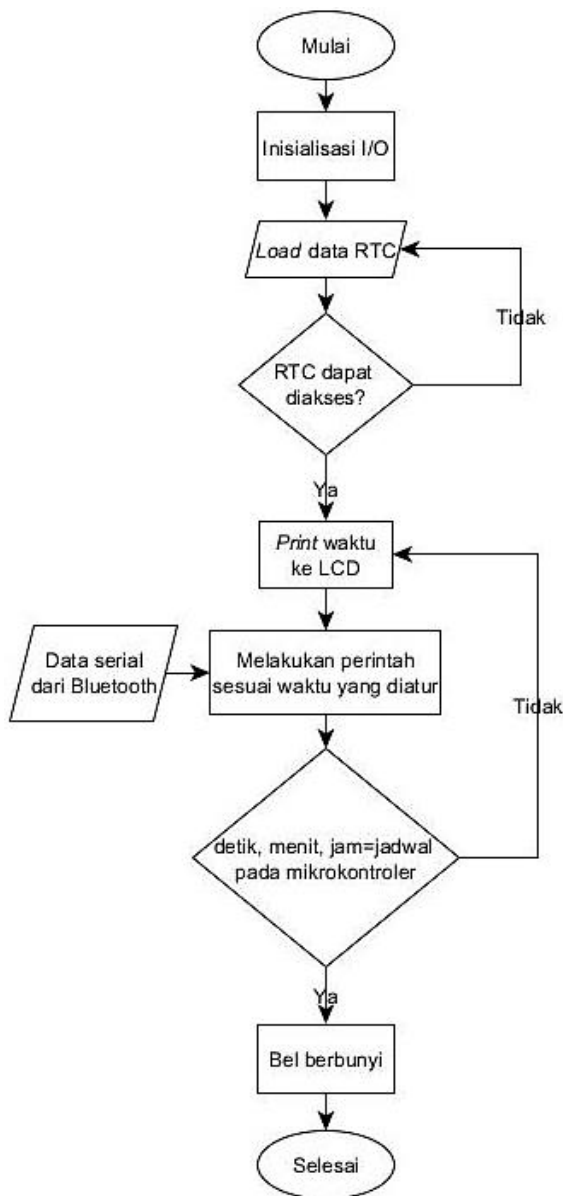 Mulai
Inisialisasi I/O
Load data RTC
Tidak
RTC dapat
diakses?
Ya
Print waktu
ke LCD
Data serial
dari Bluetooth
Melakukan perintah
sesuai waktu yang diatur
Tidak
detik, menit, jam=jadwal
pada mikrokontroler
Ya
Bel berbunyi
Selesai